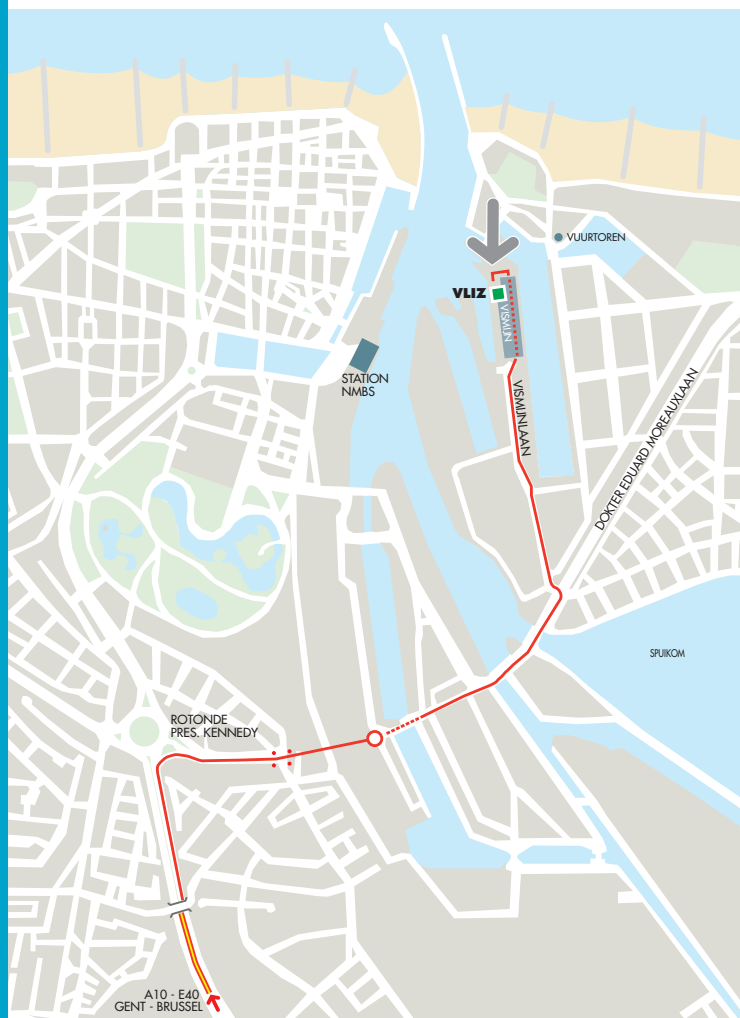 VUURTOREN
VLIZ
VISMIJN
STATION
NMBS
VISMIJNLAAN
DOKTER EDUARD MOREAUXLAAN
SPUIKOM
ROTONDE
PRES. KENNEDY
A10 - E40
GENT - BRUSSEL